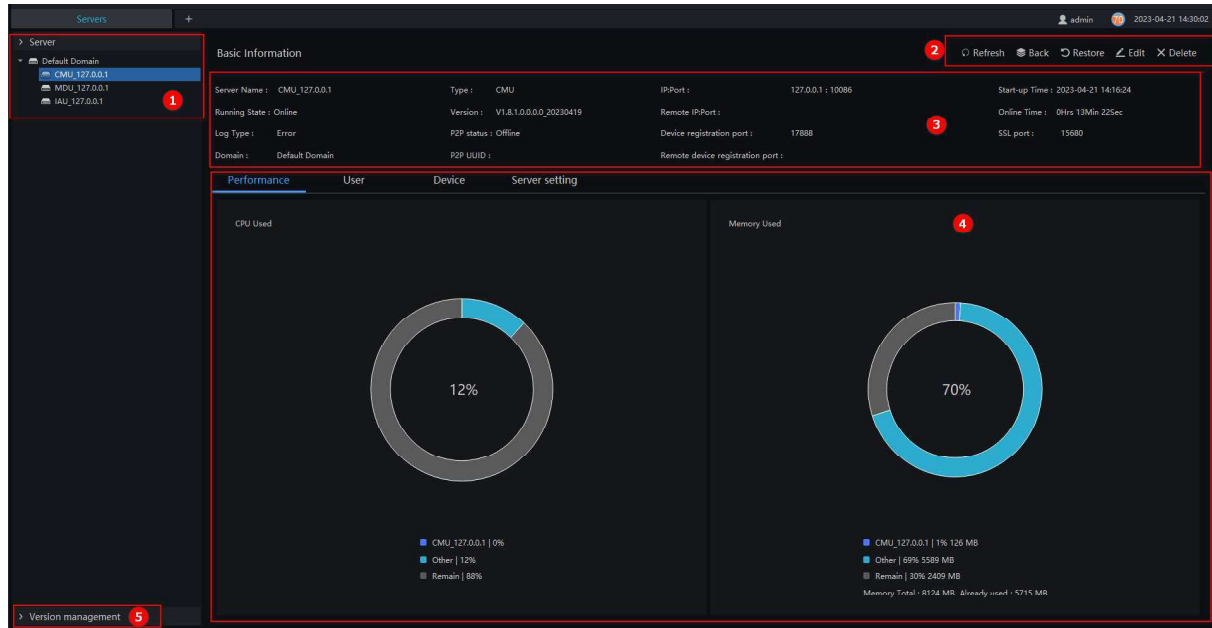 Servers + admin 70 2023-04-21 14:30:02
> Server
Default Domain
CMU_127.0.0.1
MDU_127.0.0.1
IAU_127.0.0.1
1
Basic Information
2 Refresh Back Restore Edit Delete
Server Name : CMU_127.0.0.1 Type : CMU IP:Port : 127.0.0.1 : 10086 Start-up Time : 2023-04-21 14:16:24
Running State : Online Version : V1.8.1.0.0.0.0_20230419 Remote IP:Port : Online Time : 0Hrs 13Min 22Sec
3
Log Type : Error P2P status : Offline Device registration port : 17888 SSL port : 15680
Domain : Default Domain P2P UUID : Remote device registration port :
Performance User Device Server setting
CPU Used
12%
CMU_127.0.0.1 | 0%
Other | 12%
Remain | 88%
Memory Used
4
70%
CMU_127.0.0.1 | 1% 126 MB
Other | 69% 5589 MB
Remain | 30% 2409 MB
Memory Total : 8124 MB Already used : 5715 MB
> Version management 5